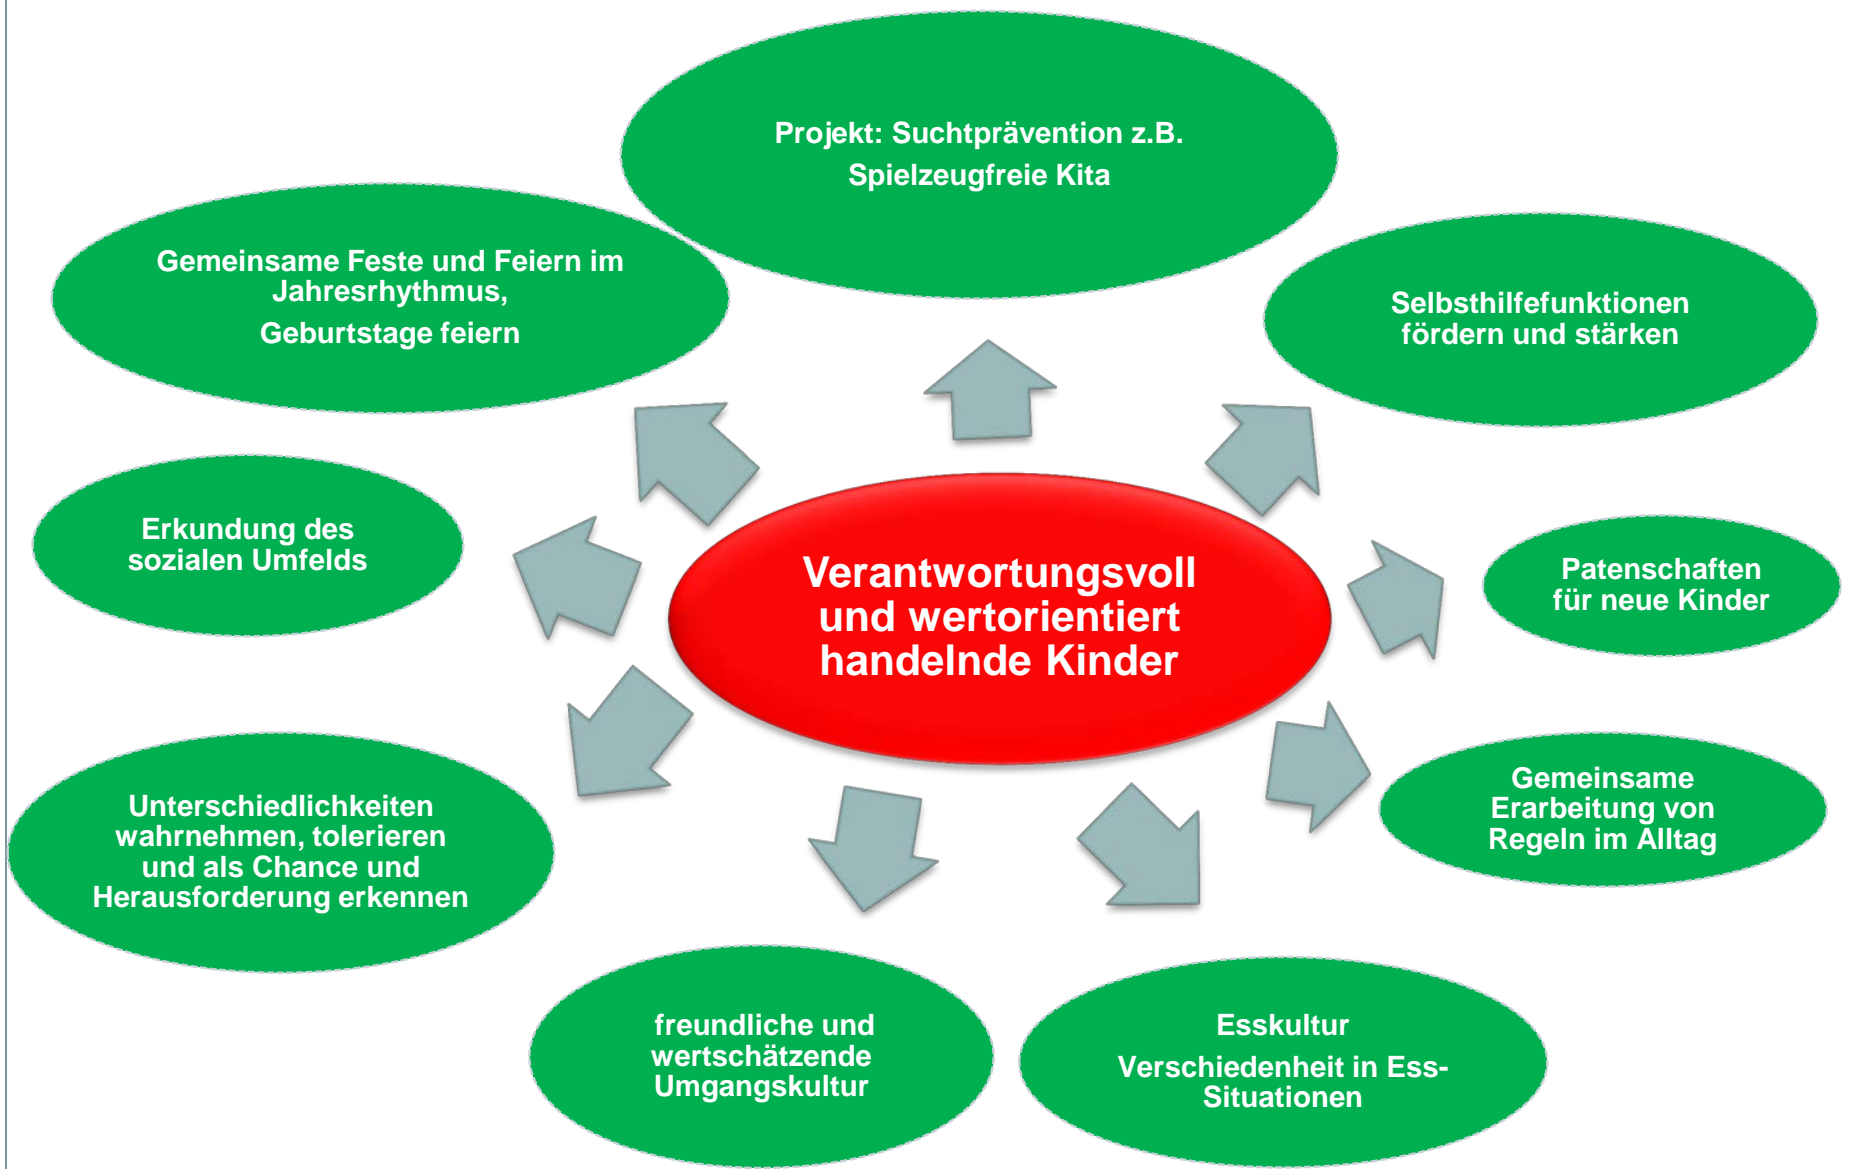 Projekt: Suchtprävention z.B.
Spielzeugfreie Kita
Gemeinsame Feste und Feiern im
Jahresrhythmus,
Geburtstage feiern
Selbsthilfefunktionen
fördern und stärken
Erkundung des
sozialen Umfelds
Verantwortungsvoll
und wertorientiert
handelnde Kinder
Patenschaften
für neue Kinder
Unterschiedlichkeiten
wahrnehmen, tolerieren
und als Chance und
Herausforderung erkennen
Gemeinsame
Erarbeitung von
Regeln im Alltag
freundliche und
wertschätzende
Umgangskultur
Esskultur
Verschiedenheit in Ess-
Situationen